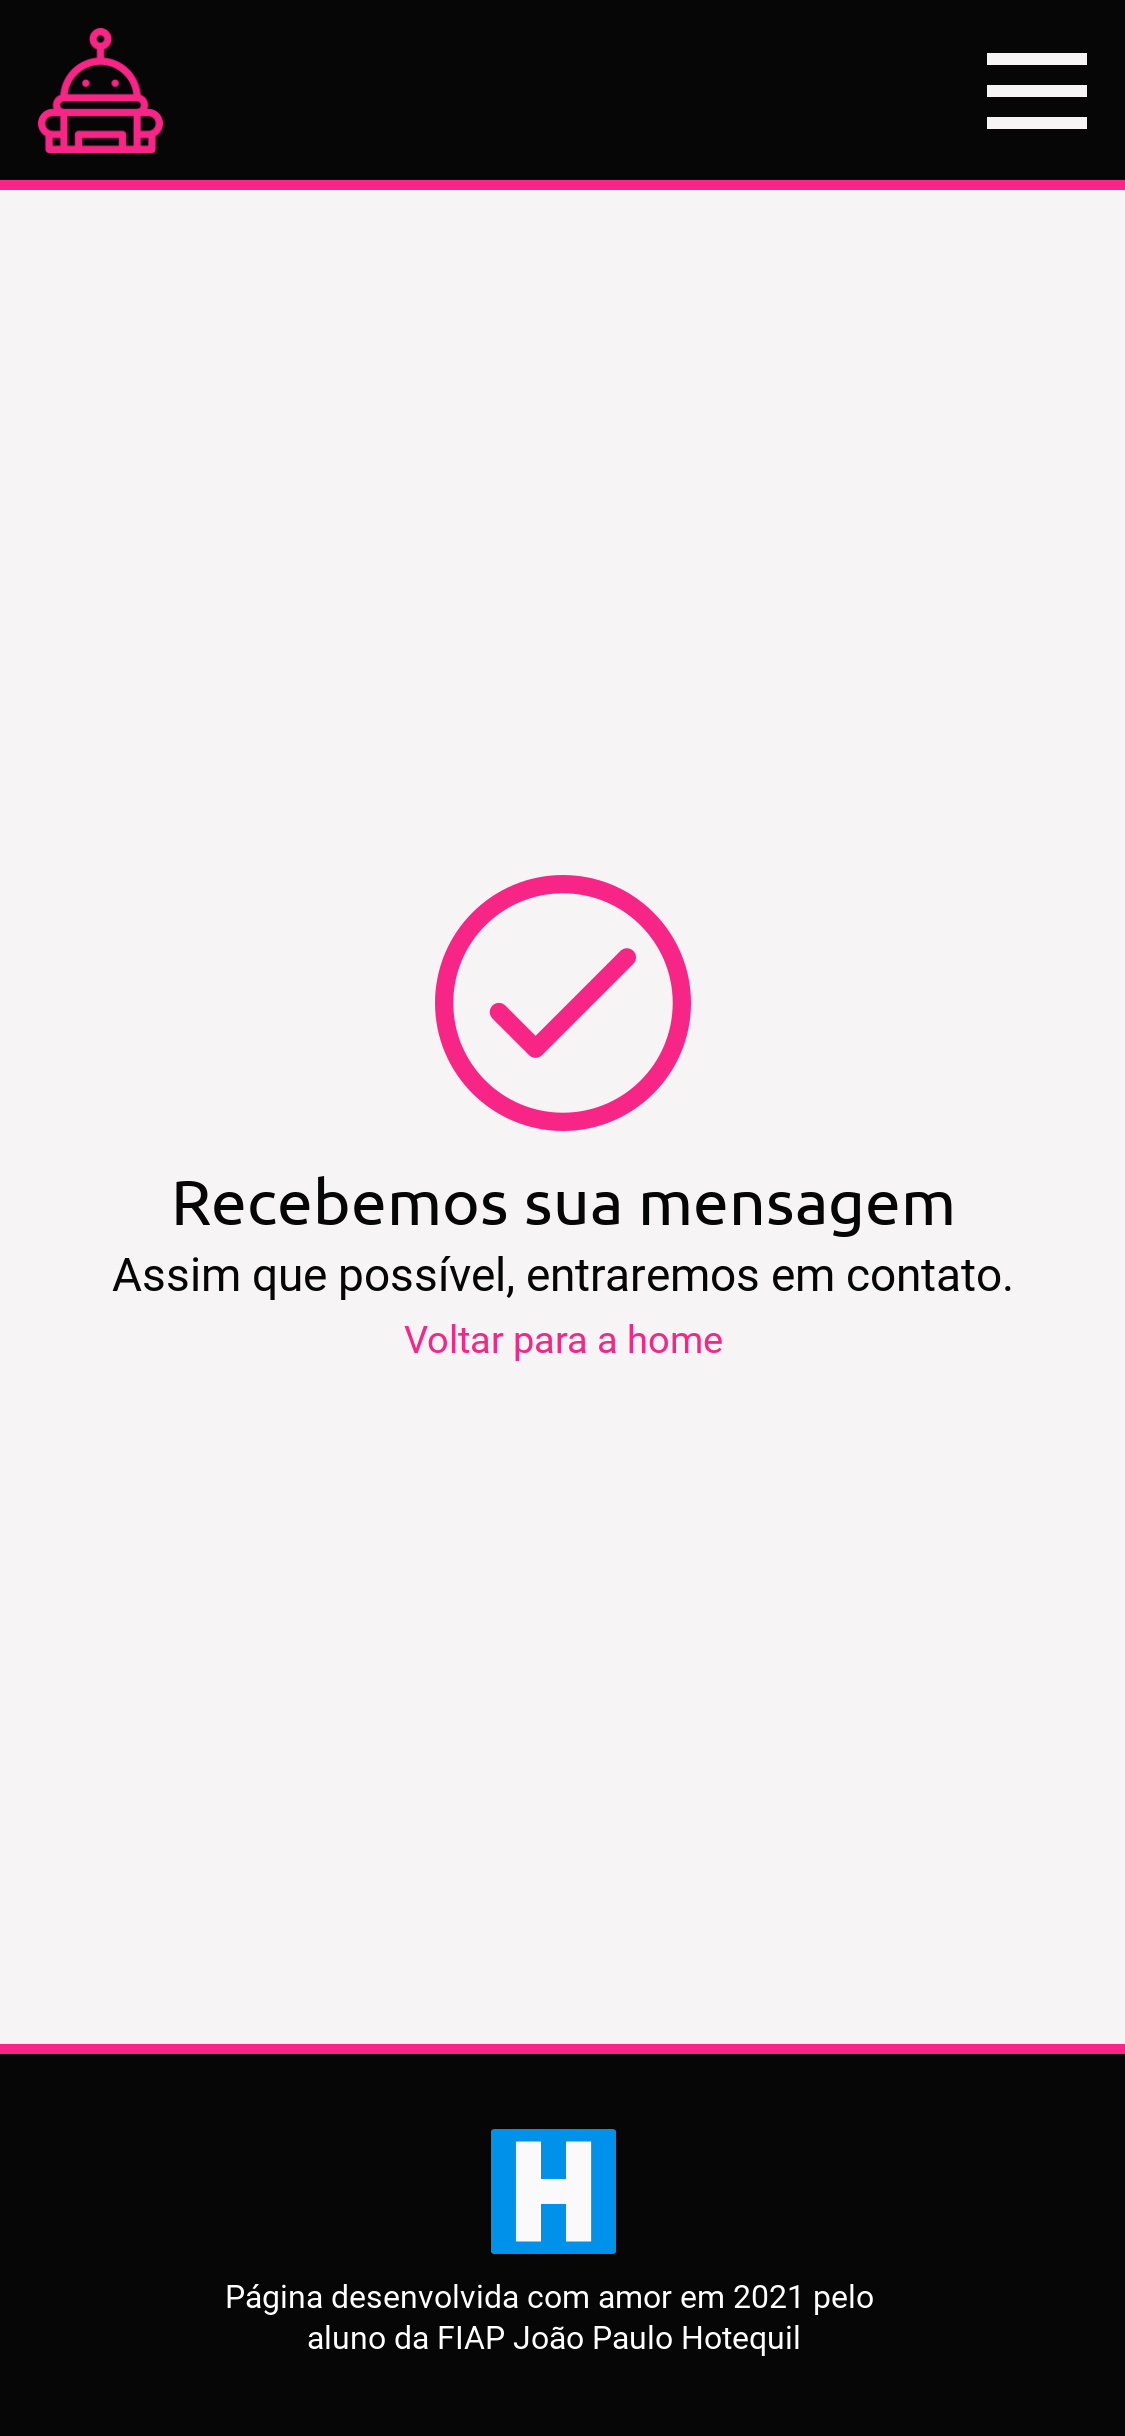 Recebemos sua mensagem
Assim que possível, entraremos em contato.
Voltar para a home
H
Página desenvolvida com amor em 2021 pelo
aluno da FIAP João Paulo Hotequil